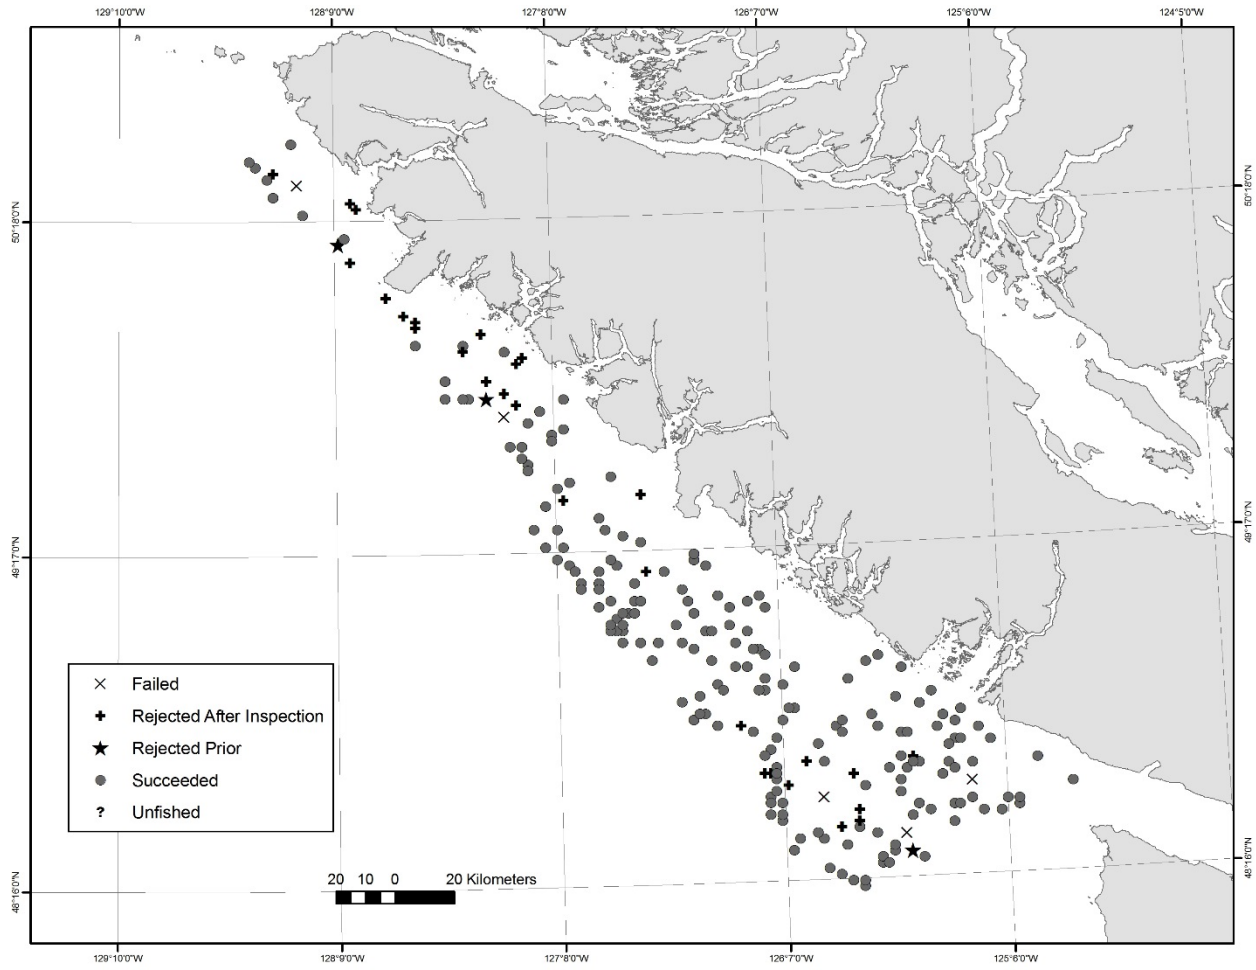 129°10'0"W 128°9'0"W 127°8'0"W 126°7'0"W 125°6'0"W 124°5'0"W
50°18'0"N
50°18'0"N
49°17'0"N
49°17'0"N
48°16'0"N
48°16'0"N
Failed
Rejected After Inspection
Rejected Prior
Succeeded
? Unfished
20 10 0 20 Kilometers
129°10'0"W 128°9'0"W 127°8'0"W 126°7'0"W 125°6'0"W